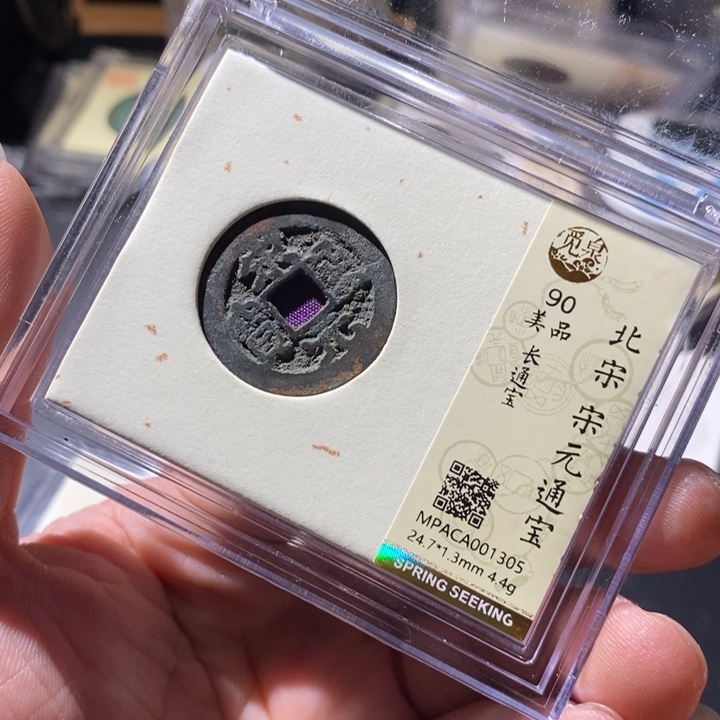 觅泉
90
美品
长通宝
北宋 宋元通宝
MPACA001305
24.7*1.3mm 4.4g
SPRING SEEKING